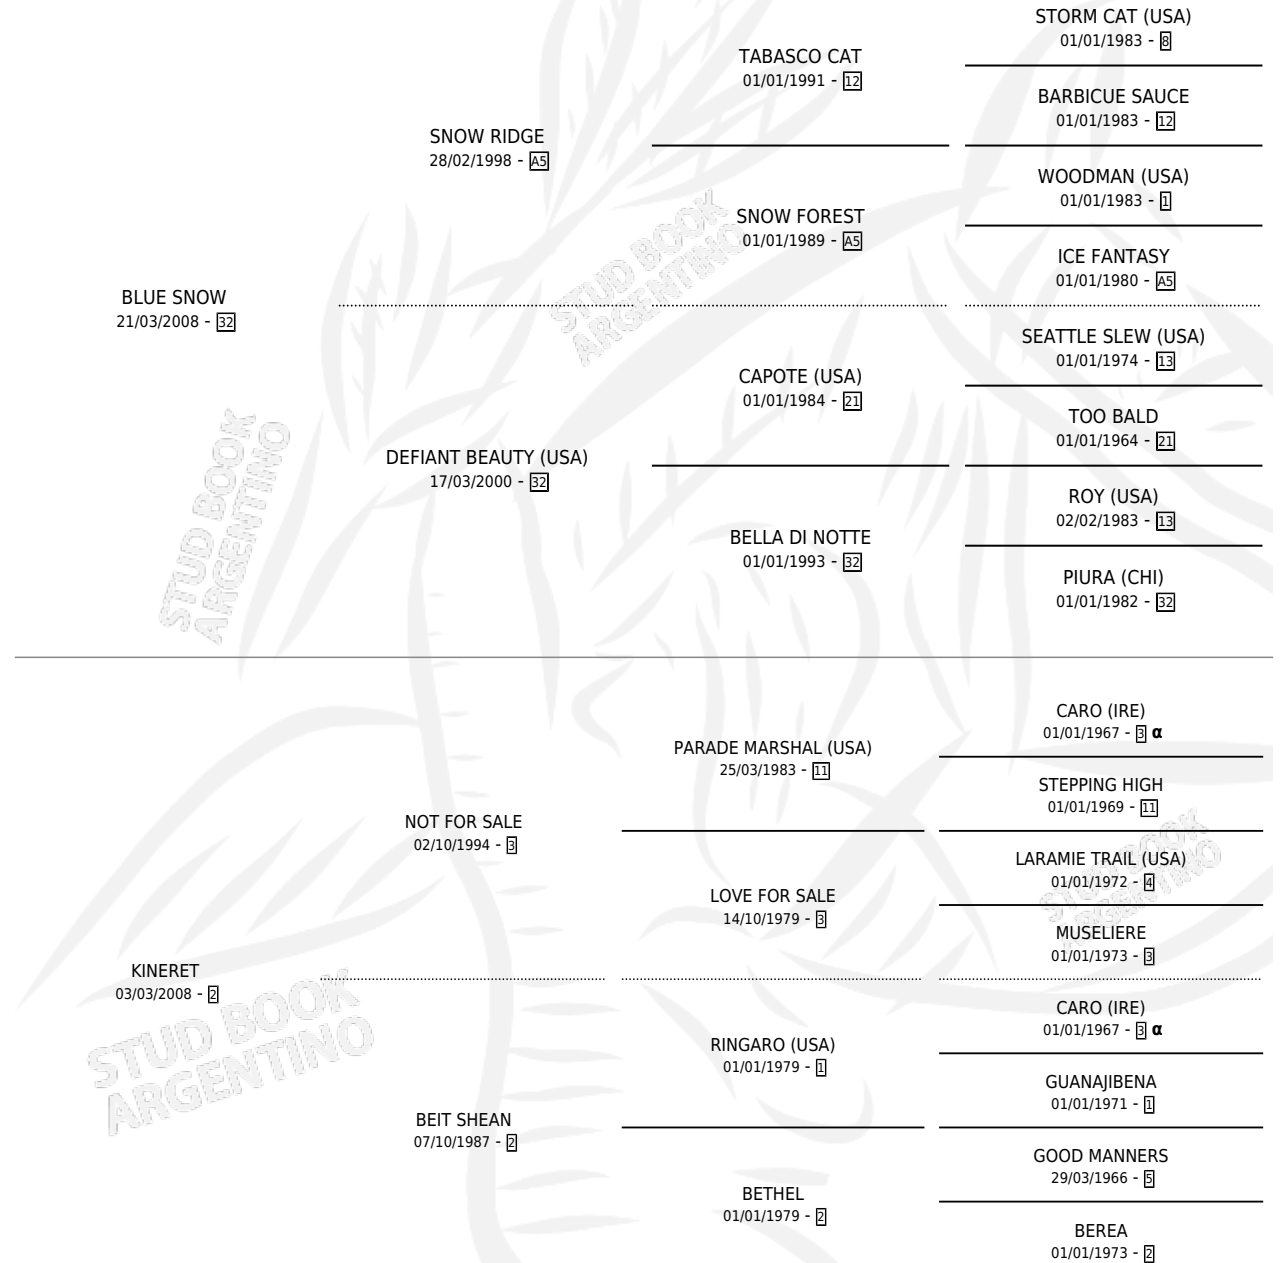 STORM CAT (USA)
01/01/1983 - 8
TABASCO CAT
01/01/1991 - 12
BARBICUE SAUCE
01/01/1983 - 12
SNOW RIDGE
28/02/1998 - A5
WOODMAN (USA)
01/01/1983 - 1
SNOW FOREST
01/01/1989 - A5
ICE FANTASY
01/01/1980 - A5
BLUE SNOW
21/03/2008 - 32
SEATTLE SLEW (USA)
01/01/1974 - 13
CAPOTE (USA)
01/01/1984 - 21
TOO BALD
01/01/1964 - 21
DEFIANT BEAUTY (USA)
17/03/2000 - 32
ROY (USA)
02/02/1983 - 13
BELLA DI NOTTE
01/01/1993 - 32
PIURA (CHI)
01/01/1982 - 32
CARO (IRE)
01/01/1967 - 3 α
PARADE MARSHAL (USA)
25/03/1983 - 11
STEPPING HIGH
01/01/1969 - 11
NOT FOR SALE
02/10/1994 - 3
LARAMIE TRAIL (USA)
01/01/1972 - 4
LOVE FOR SALE
14/10/1979 - 3
MUSELIERE
01/01/1973 - 3
KINERET
03/03/2008 - 2
CARO (IRE)
01/01/1967 - 3 α
RINGARO (USA)
01/01/1979 - 1
GUANAJIBENA
01/01/1971 - 1
BEIT SHEAN
07/10/1987 - 2
GOOD MANNERS
29/03/1966 - 5
BETHEL
01/01/1979 - 2
BEREA
01/01/1973 - 2
STUD BOOK
ARGENTINO
STUD BOOK
ARGENTINO
STUD BOOK
ARGENTINO
STUD BOOK
ARGENTINO